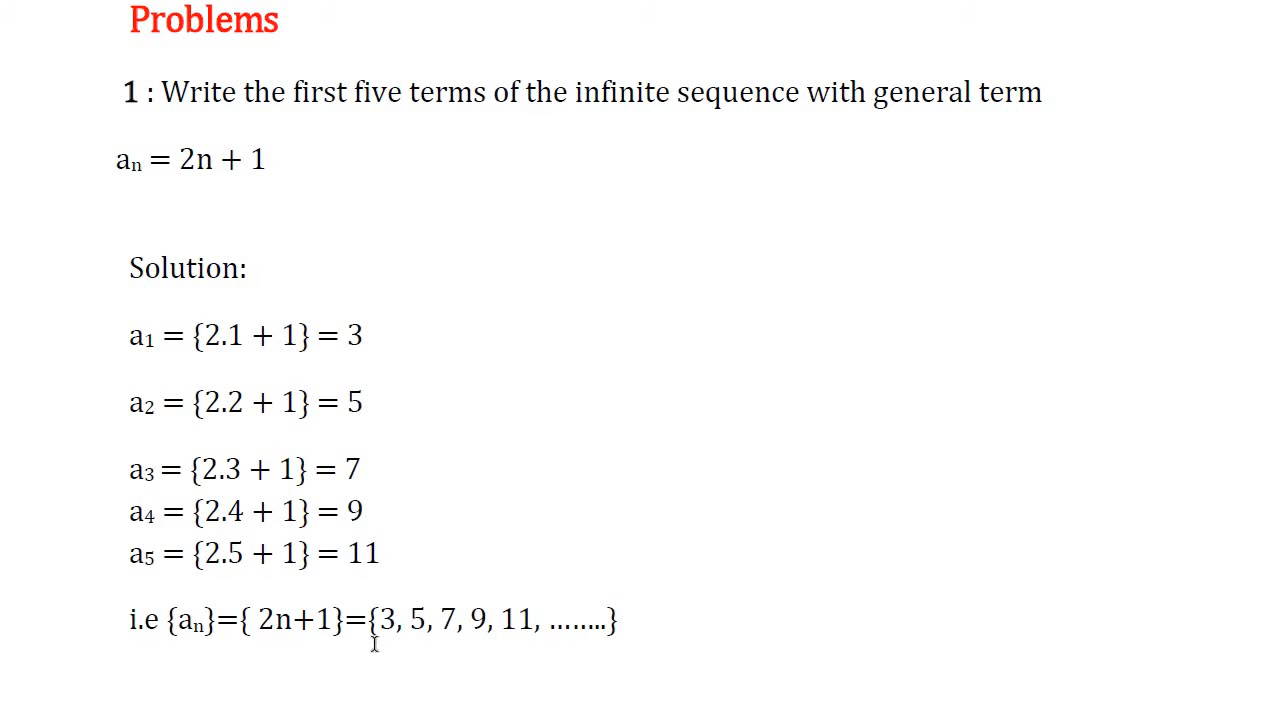 Problems
1 : Write the first five terms of the infinite sequence with general term
aₙ = 2n + 1
Solution:
a₁ = {2.1 + 1} = 3
a₂ = {2.2 + 1} = 5
a₃ = {2.3 + 1} = 7
a₄ = {2.4 + 1} = 9
a₅ = {2.5 + 1} = 11
i.e {aₙ}={ 2n+1}={3, 5, 7, 9, 11, ........}